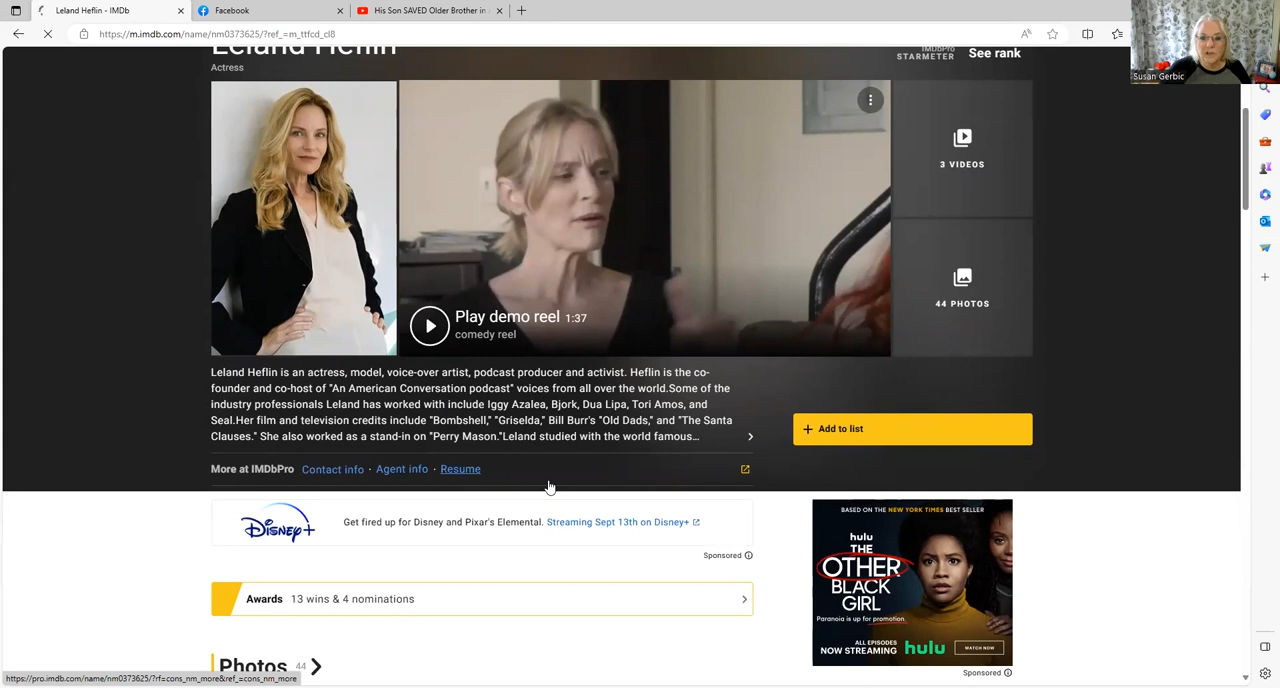 Leland Heflin - IMDb
Facebook
His Son SAVED Older Brother in
https://m.imdb.com/name/nm0373625/?ref_=m_ttfcd_cl8
Susan Gerbic
Leland Heflin
Actress
IMDbPro
STARMETER
See rank
3 VIDEOS
44 PHOTOS
Play demo reel 1:37
comedy reel
Leland Heflin is an actress, model, voice-over artist, podcast producer and activist. Heflin is the co-
founder and co-host of "An American Conversation podcast" voices from all over the world.Some of the
industry professionals Leland has worked with include Iggy Azalea, Bjork, Dua Lipa, Tori Amos, and
Seal.Her film and television credits include "Bombshell," "Griselda," Bill Burr's "Old Dads," and "The Santa
Clauses." She also worked as a stand-in on "Perry Mason."Leland studied with the world famous...
+ Add to list
More at IMDbPro Contact info · Agent info · Resume
Disney+
Get fired up for Disney and Pixar's Elemental. Streaming Sept 13th on Disney+
Sponsored
Awards 13 wins & 4 nominations
Photos 44
BASED ON THE NEW YORK TIMES BEST SELLER
hulu
THE
OTHER
BLACK
GIRL
Paranoia is up for promotion.
ALL EPISODES
NOW STREAMING
hulu
WATCH NOW
Sponsored
https://pro.imdb.com/name/nm0373625/?rf=cons_nm_more&ref_=cons_nm_more